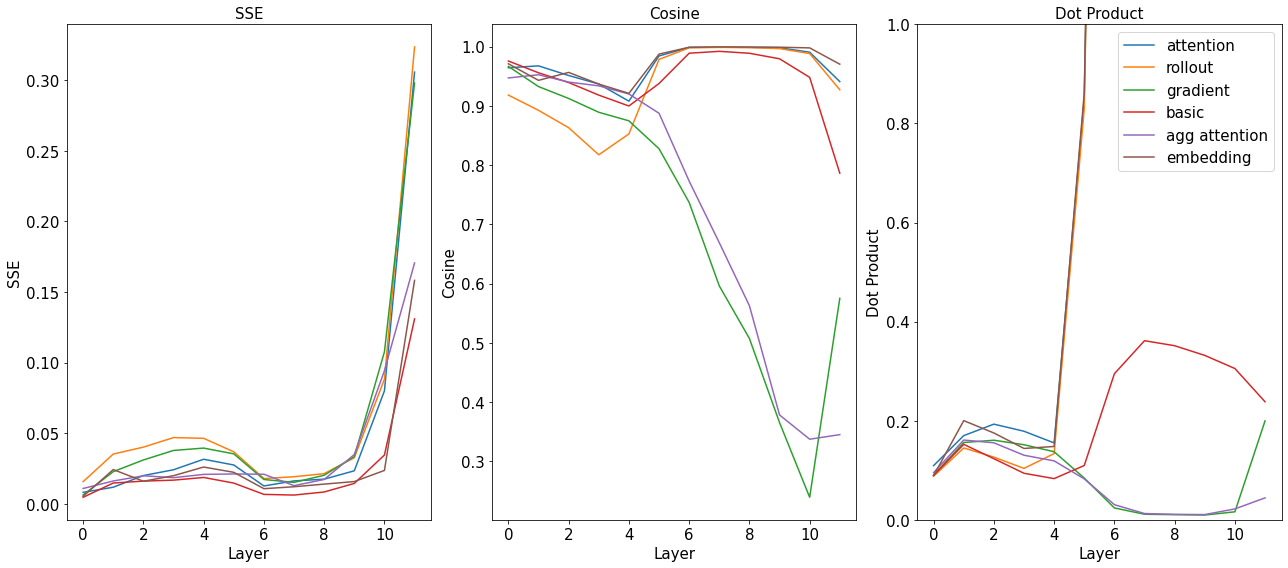 SSE
SSE
0.30
0.25
0.20
0.15
0.10
0.05
0.00
0 2 4 6 8 10
Layer
Cosine
Cosine
1.0
0.9
0.8
0.7
0.6
0.5
0.4
0.3
0 2 4 6 8 10
Layer
Dot Product
Dot Product
1.0
0.8
0.6
0.4
0.2
0.0
0 2 4 6 8 10
Layer
attention
rollout
gradient
basic
agg attention
embedding